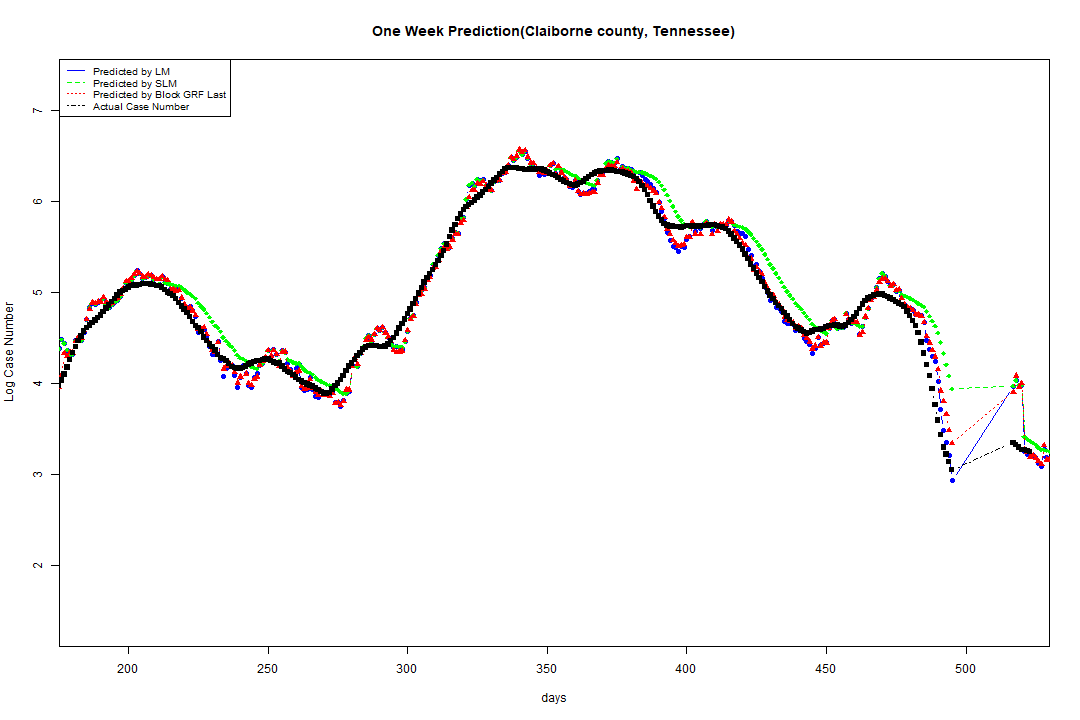 One Week Prediction(Claiborne county, Tennessee)
Predicted by LM
Predicted by SLM
Predicted by Block GRF Last
Actual Case Number
Log Case Number
7
6
5
4
3
2
200 250 300 350 400 450 500
days